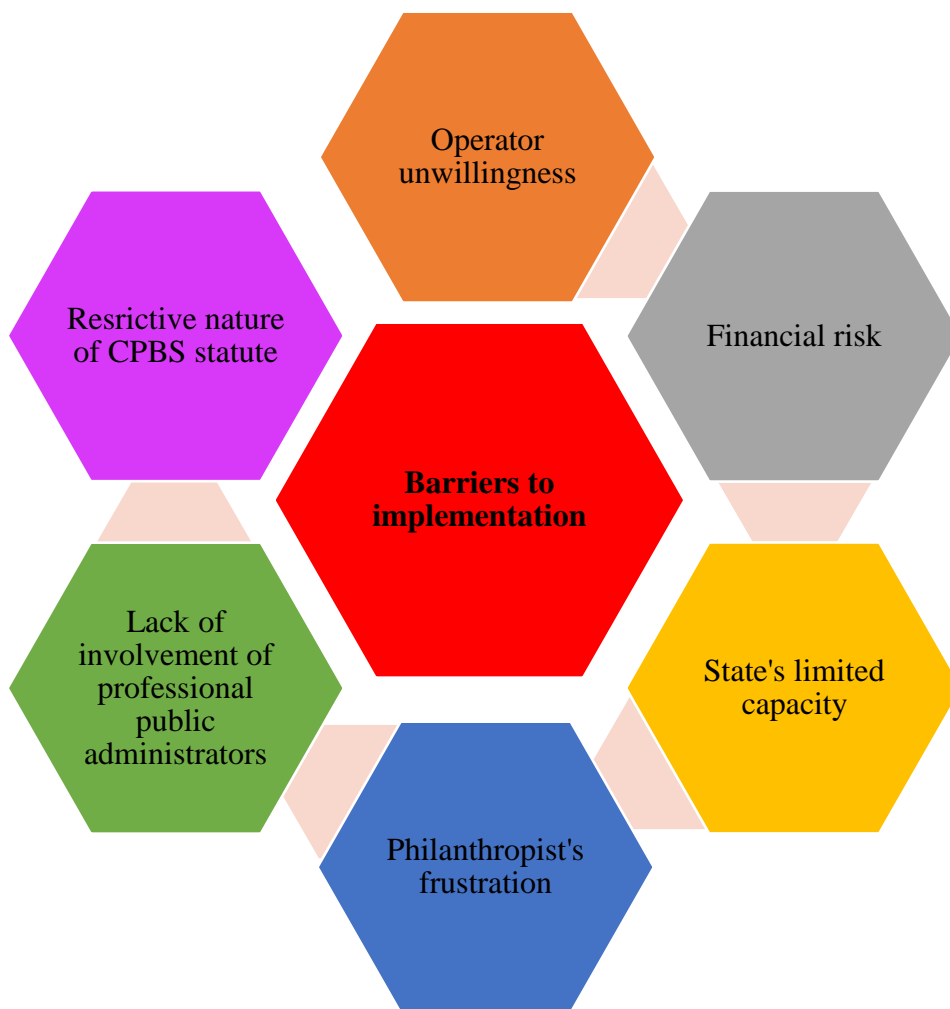 Operator
unwillingness
Resrictive nature
of CPBS statute
Financial risk
Barriers to
implementation
Lack of
involvement of
professional
public
administrators
State's limited
capacity
Philanthropist's
frustration